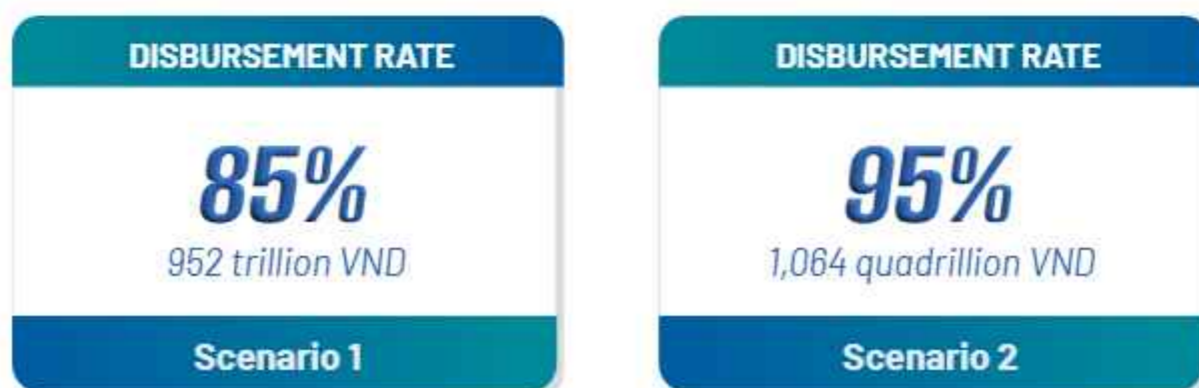 DISBURSEMENT RATE
85%
952 trillion VND
Scenario 1
DISBURSEMENT RATE
95%
1,064 quadrillion VND
Scenario 2